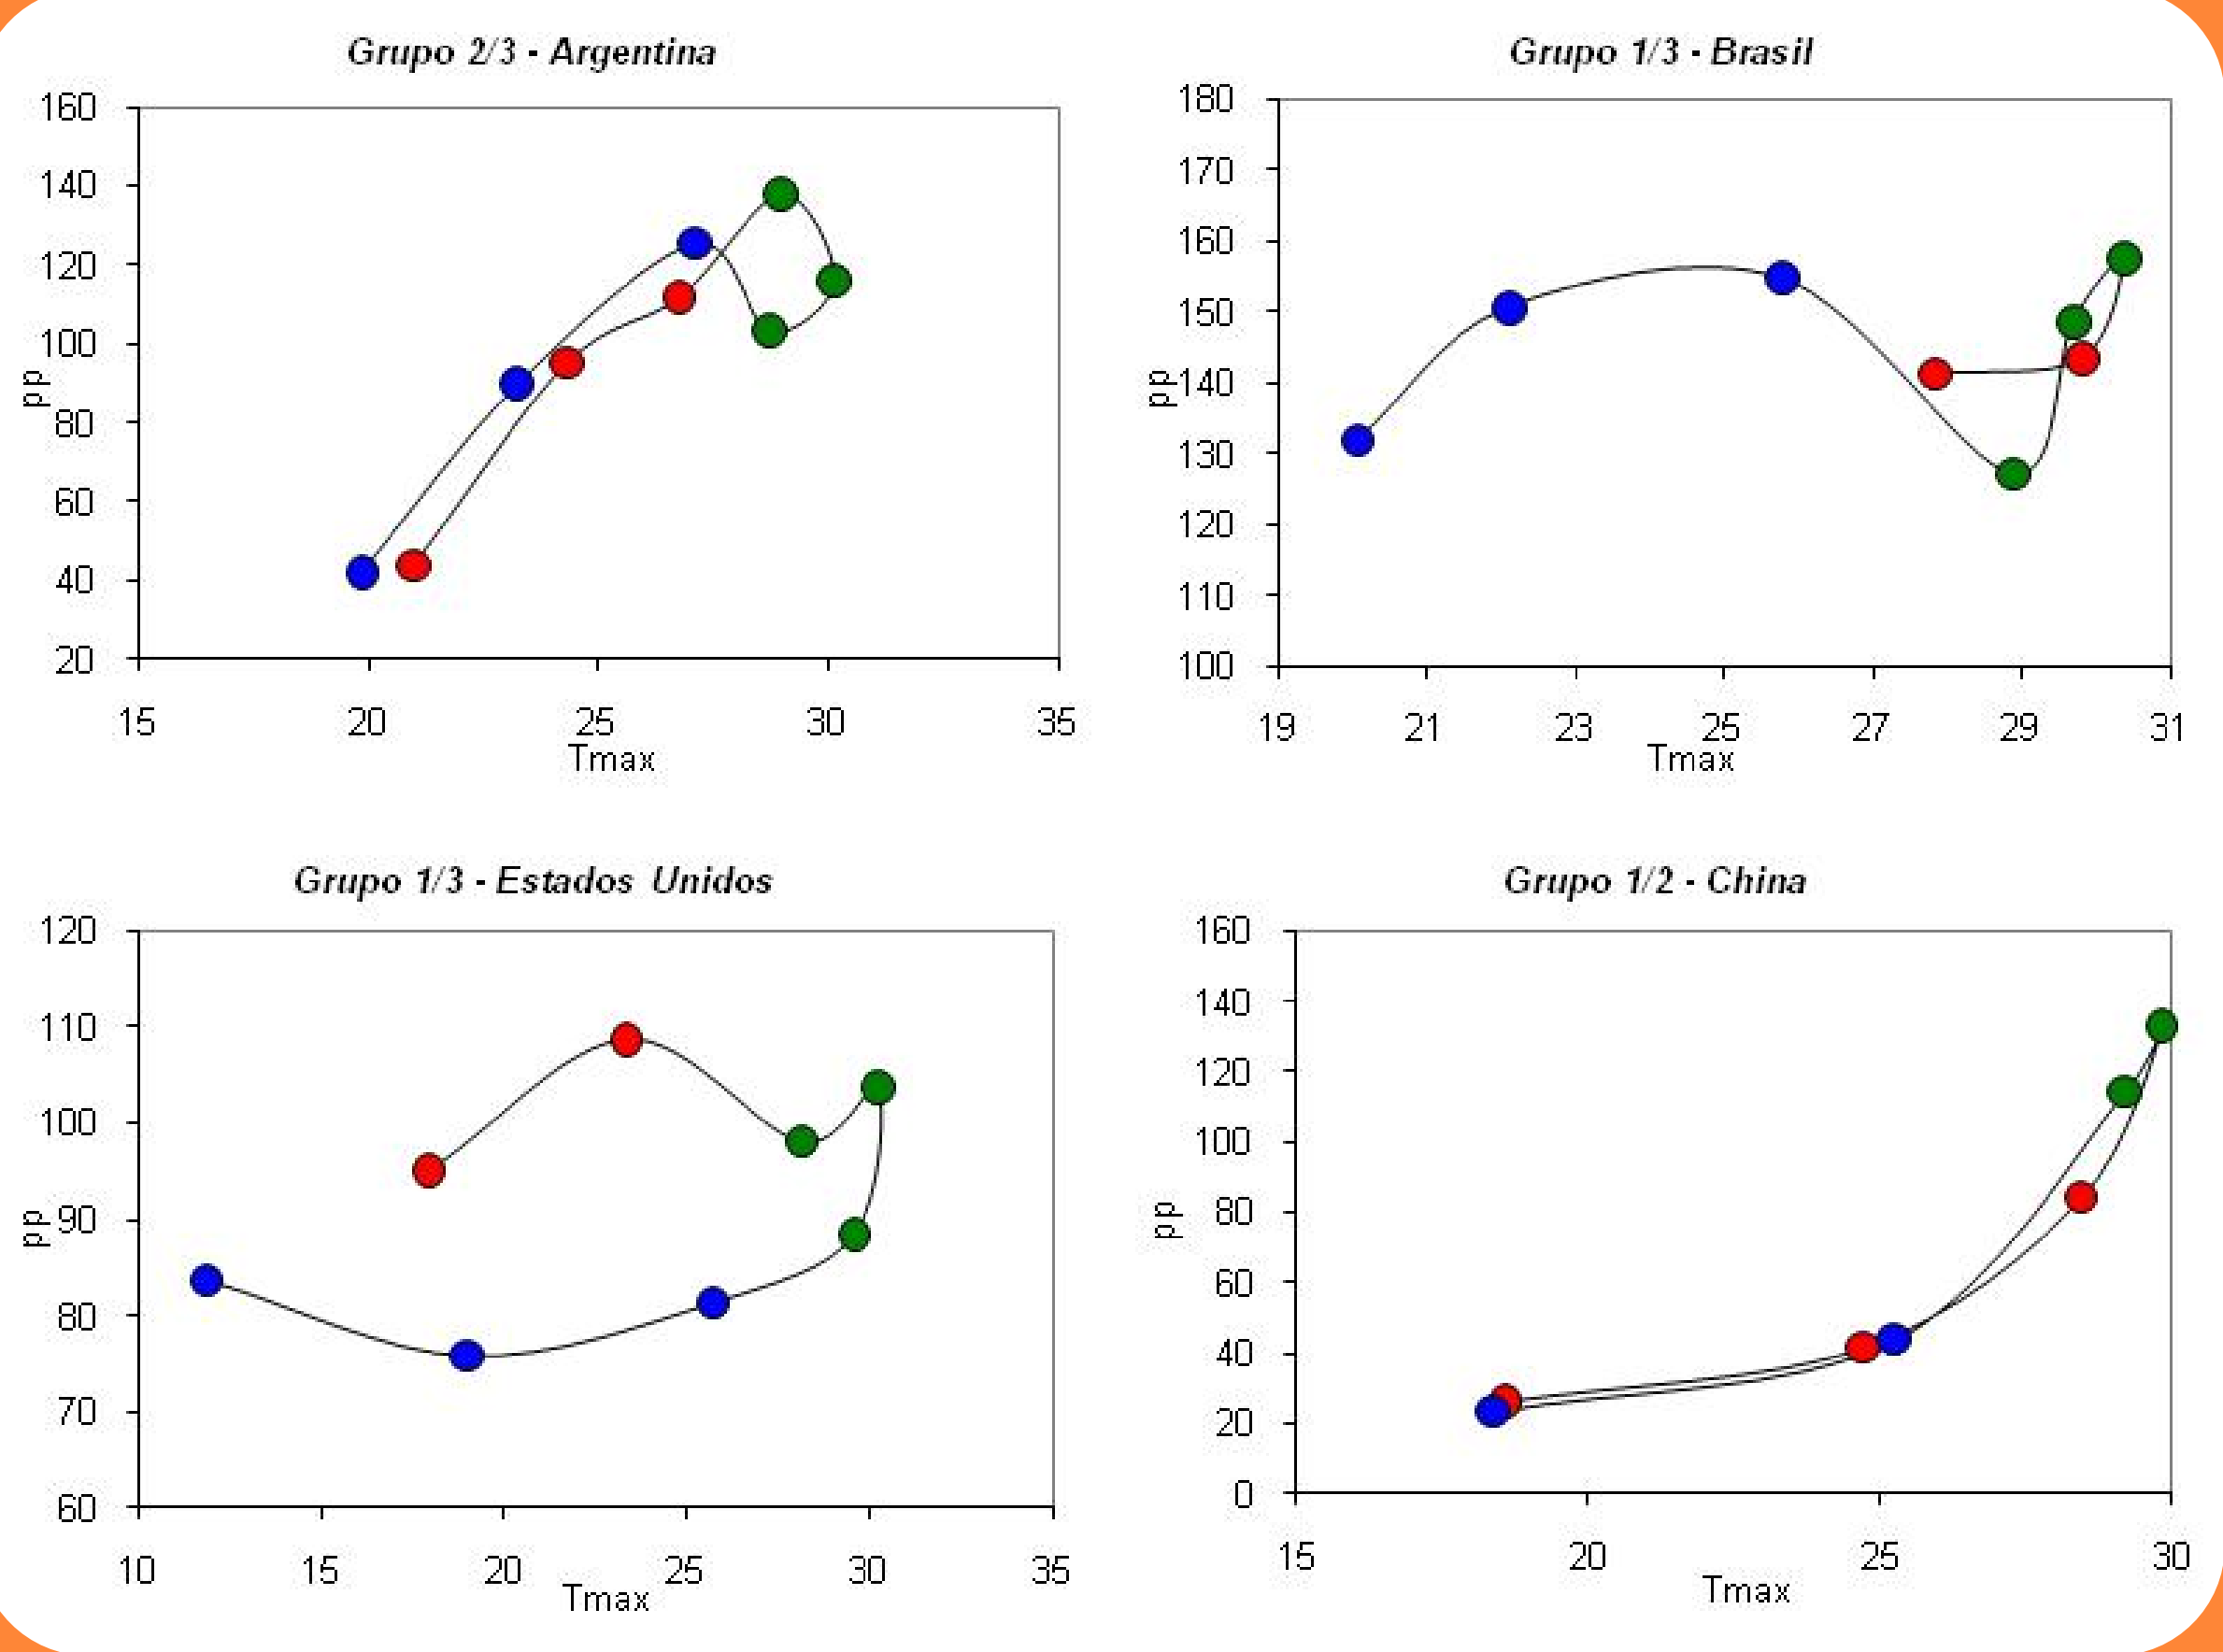 Grupo 2/3 - Argentina
160
140
120
100
80
60
40
20
pp
15 20 25 30 35
Tmax
Grupo 1/3 - Brasil
180
170
160
150
140
130
120
110
100
pp
19 21 23 25 27 29 31
Tmax
Grupo 1/3 - Estados Unidos
120
110
100
90
80
70
60
pp
10 15 20 25 30 35
Tmax
Grupo 1/2 - China
160
140
120
100
80
60
40
20
0
pp
15 20 25 30
Tmax